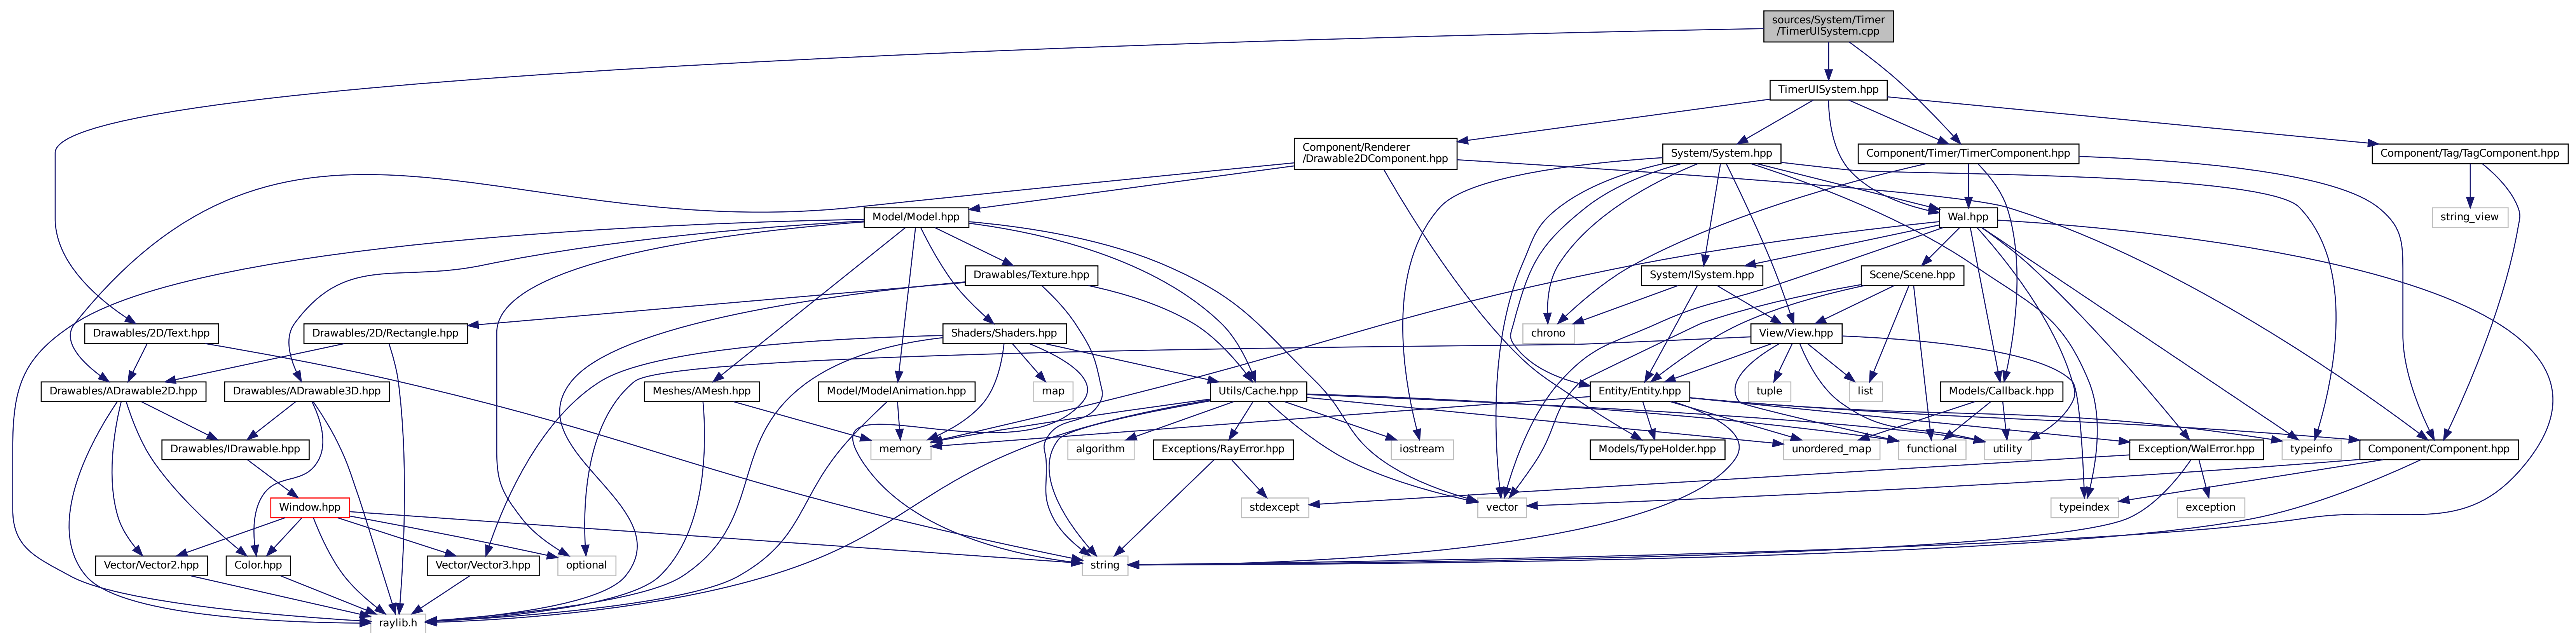 sources/System/Timer
/TimerUISystem.cpp
TimerUISystem.hpp
Component/Renderer
/Drawable2DComponent.hpp
System/System.hpp
Component/Timer/TimerComponent.hpp
Component/Tag/TagComponent.hpp
Model/Model.hpp
Wal.hpp
string_view
Drawables/Texture.hpp
System/ISystem.hpp
Scene/Scene.hpp
Drawables/2D/Text.hpp
Drawables/2D/Rectangle.hpp
Shaders/Shaders.hpp
chrono
View/View.hpp
Drawables/ADrawable2D.hpp
Drawables/ADrawable3D.hpp
Meshes/AMesh.hpp
Model/ModelAnimation.hpp
map
Utils/Cache.hpp
Entity/Entity.hpp
tuple
list
Models/Callback.hpp
Drawables/IDrawable.hpp
memory
algorithm
Exceptions/RayError.hpp
iostream
Models/TypeHolder.hpp
unordered_map
functional
utility
Exception/WalError.hpp
typeinfo
Component/Component.hpp
Window.hpp
stdexcept
vector
typeindex
exception
Vector/Vector2.hpp
Color.hpp
Vector/Vector3.hpp
optional
string
raylib.h